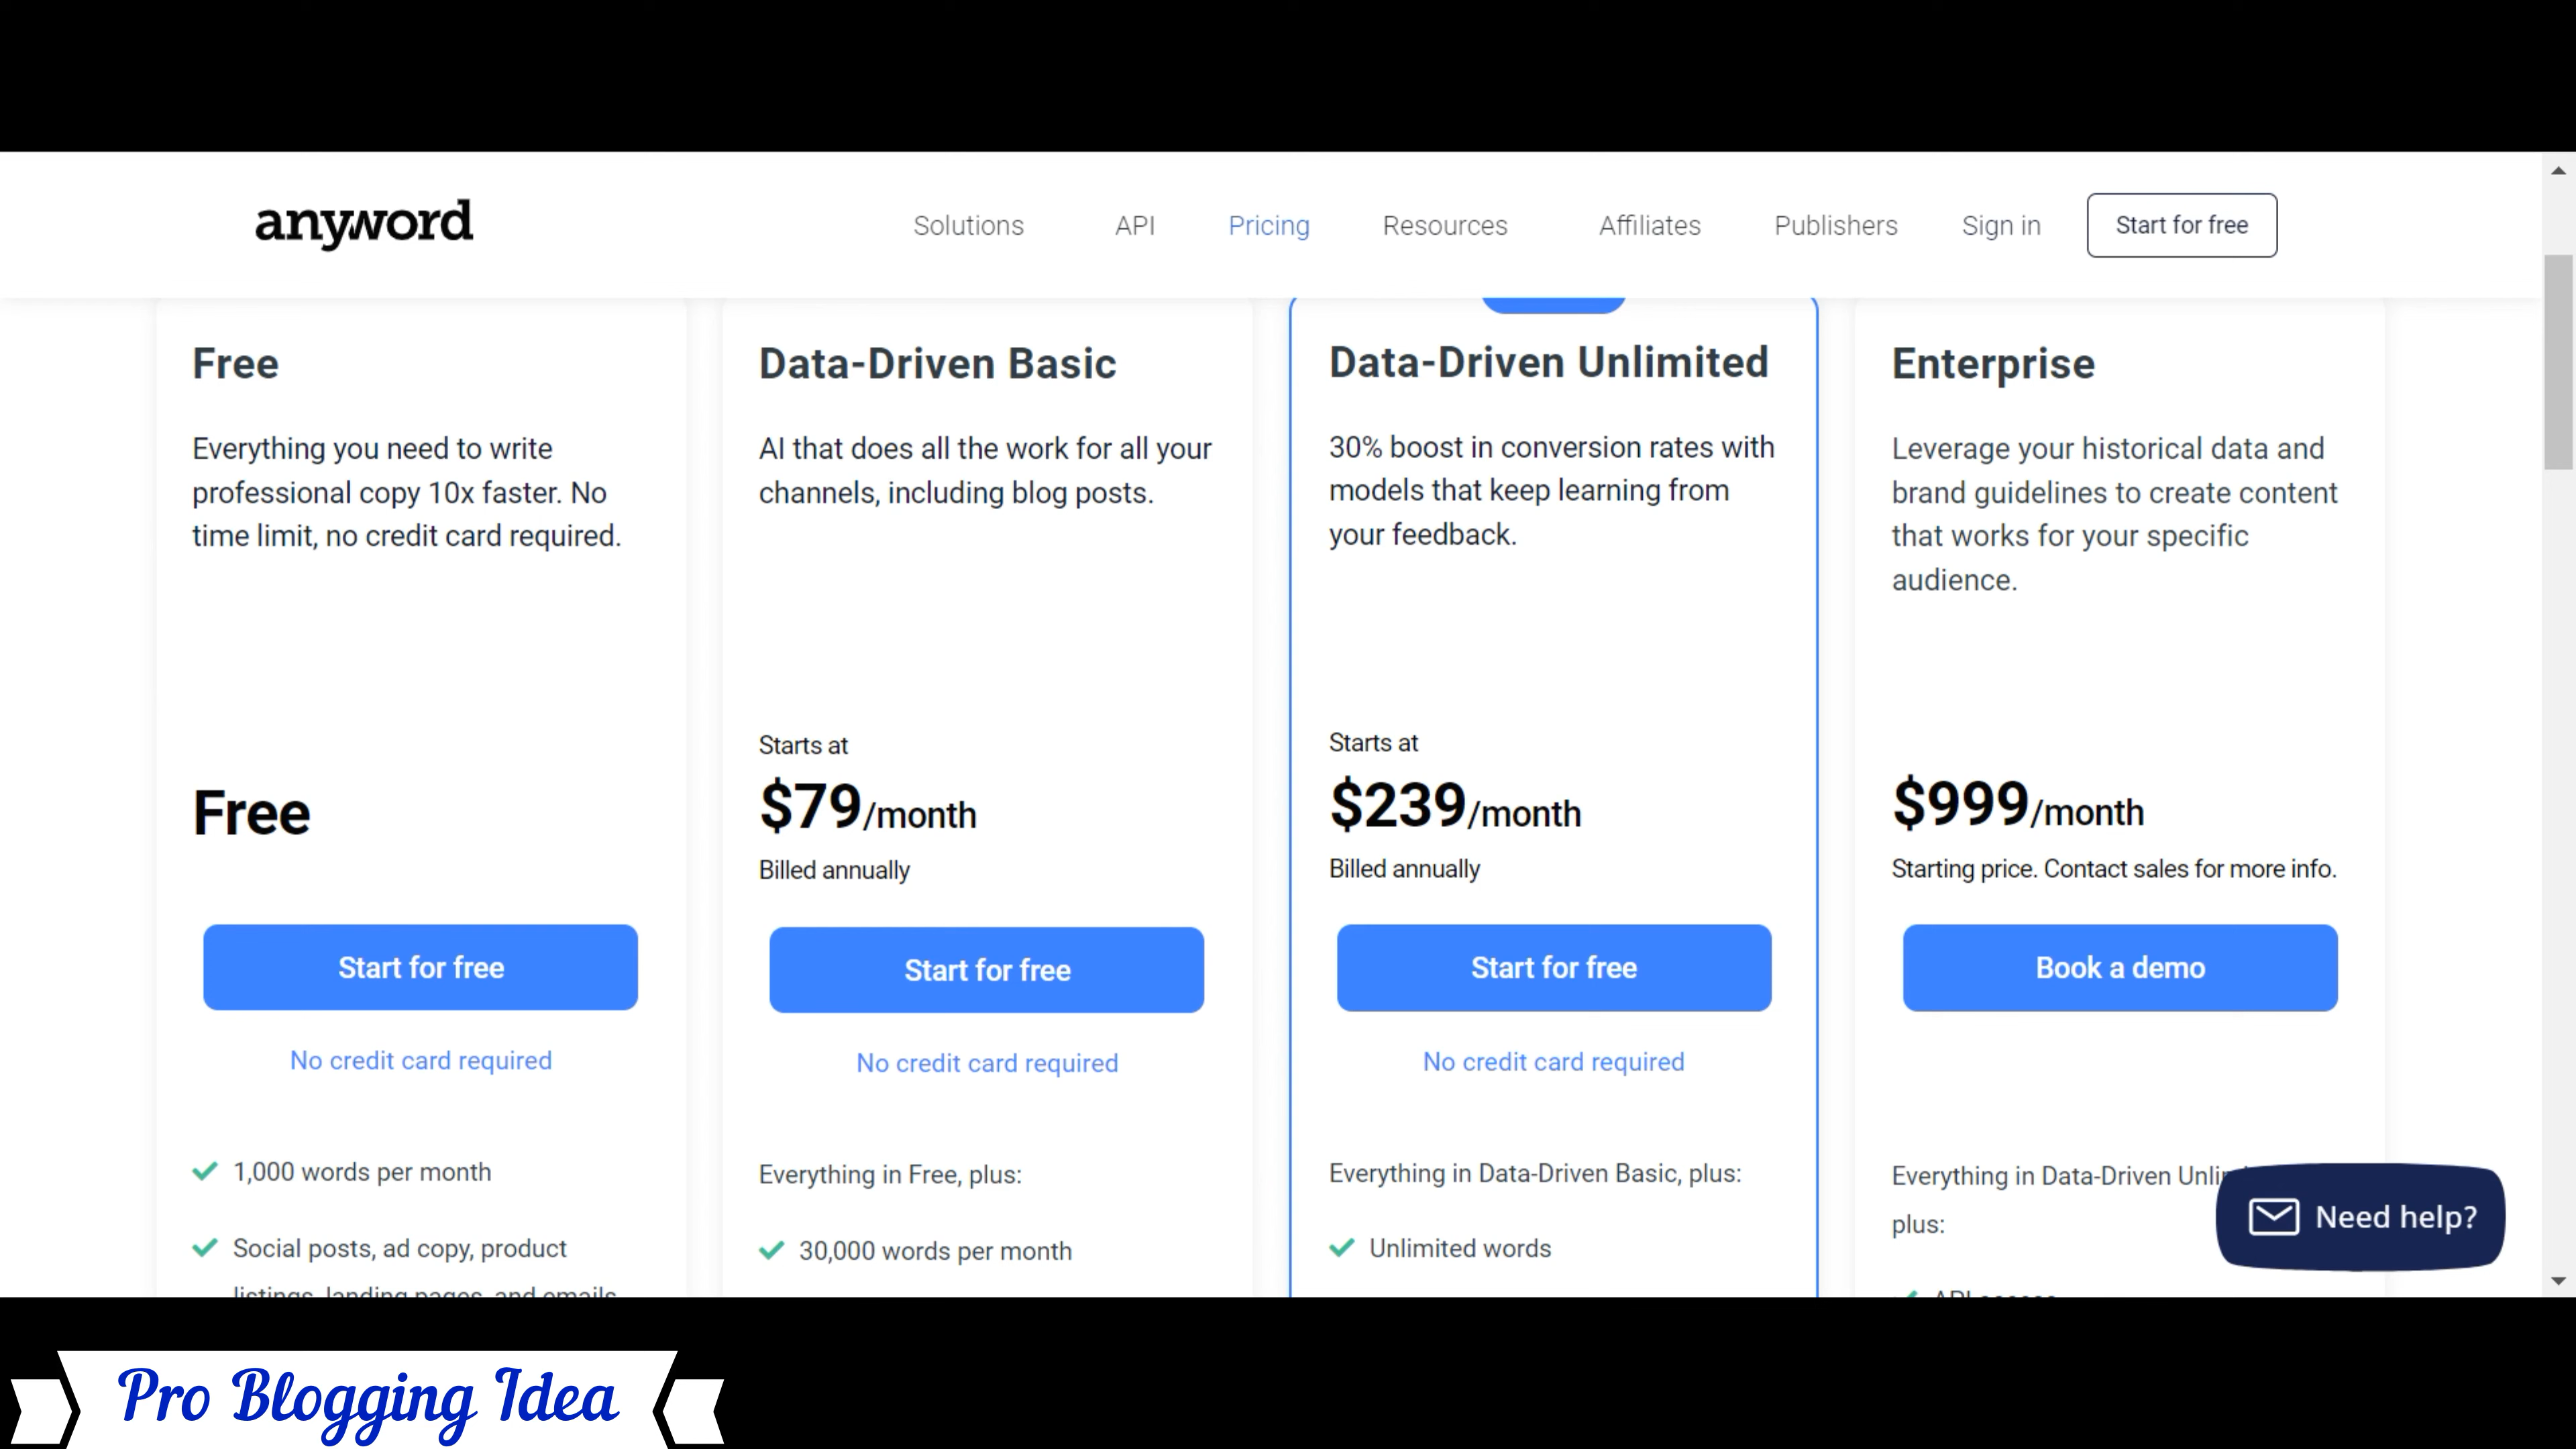 anyword
Solutions API Pricing Resources Affiliates Publishers Sign in Start for free
Free
Everything you need to write
professional copy 10x faster. No
time limit, no credit card required.
Free
Start for free
No credit card required
1,000 words per month
Social posts, ad copy, product
listings, landing pages, and emails
Data-Driven Basic
AI that does all the work for all your
channels, including blog posts.
Starts at
$79/month
Billed annually
Start for free
No credit card required
Everything in Free, plus:
30,000 words per month
Data-Driven Unlimited
30% boost in conversion rates with
models that keep learning from
your feedback.
Starts at
$239/month
Billed annually
Start for free
No credit card required
Everything in Data-Driven Basic, plus:
Unlimited words
Enterprise
Leverage your historical data and
brand guidelines to create content
that works for your specific
audience.
$999/month
Starting price. Contact sales for more info.
Book a demo
Everything in Data-Driven
plus:
API access
Need help?
Pro Blogging Idea